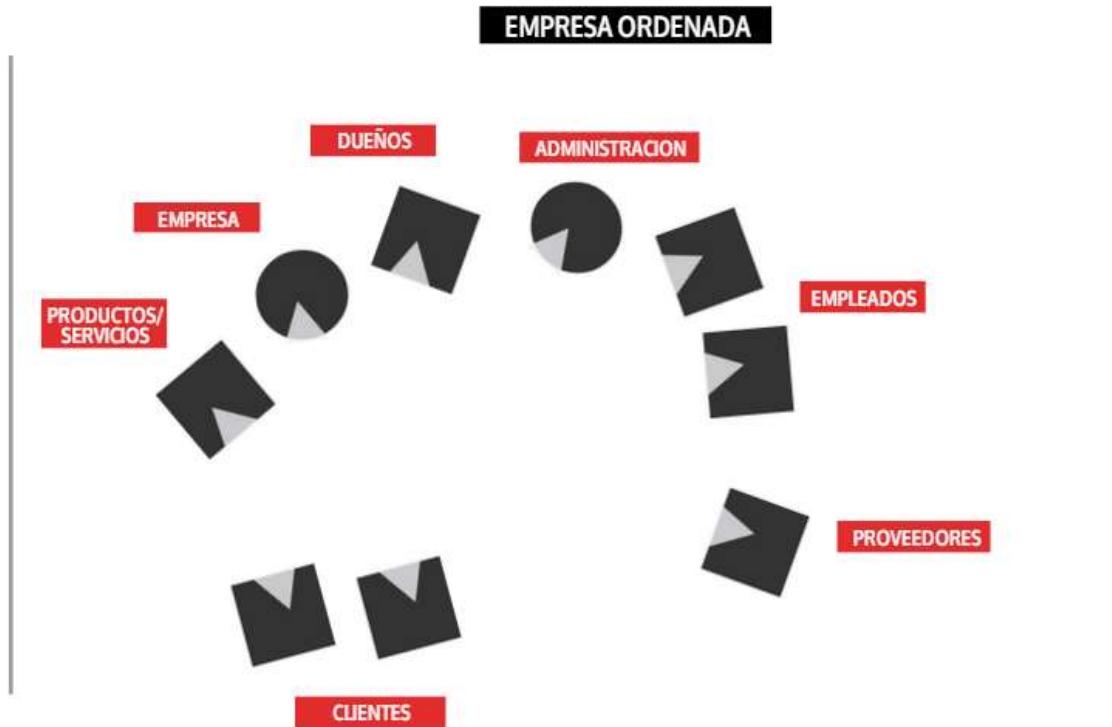 EMPRESA ORDENADA
DUEÑOS
ADMINISTRACION
EMPRESA
PRODUCTOS/
SERVICIOS
EMPLEADOS
PROVEEDORES
CLIENTES